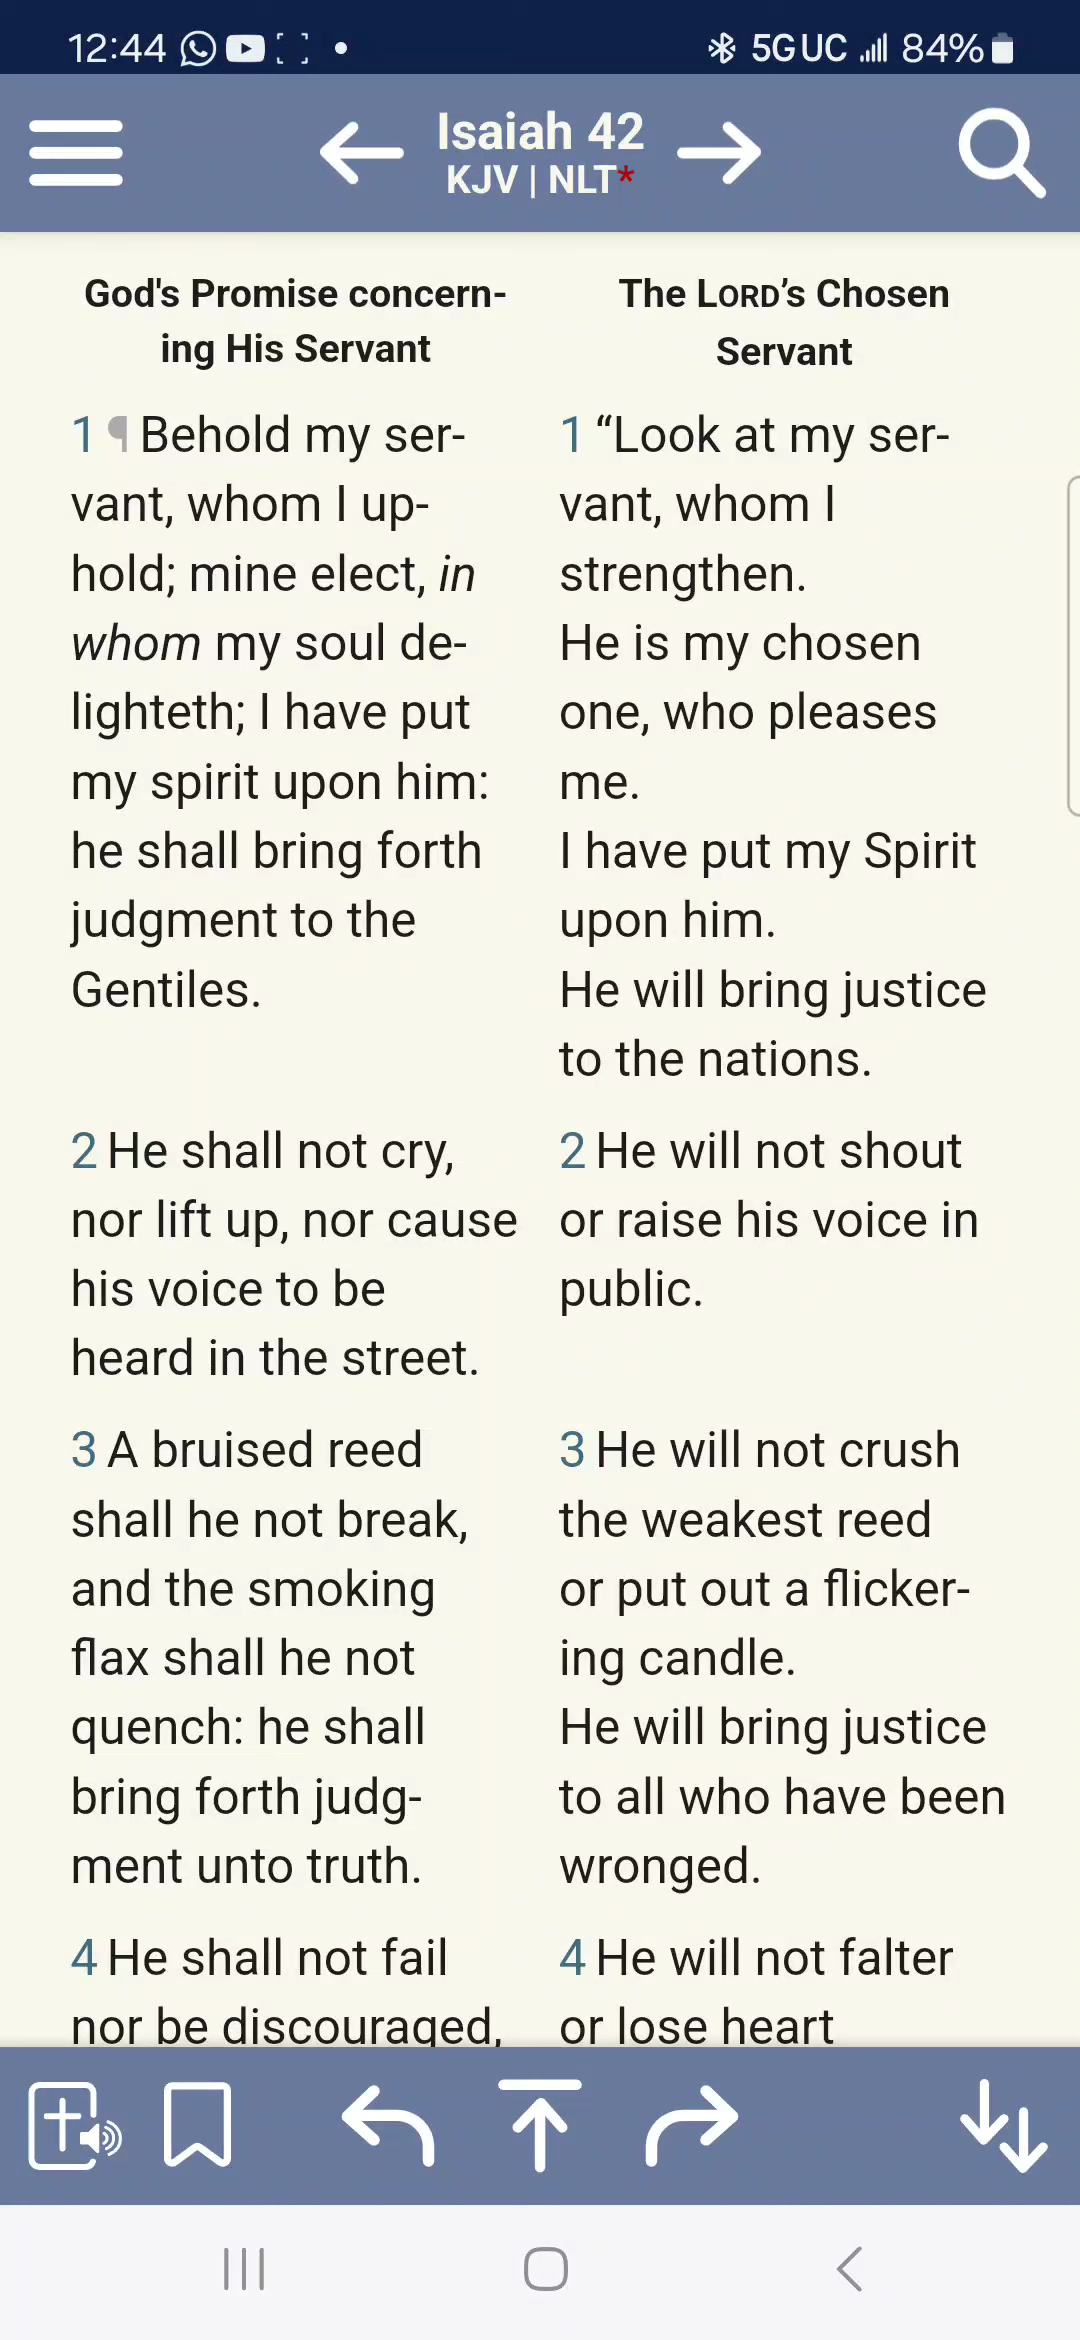 12:44 5G UC 84%
Isaiah 42
KJV | NLT*
God's Promise concern-
ing His Servant
1 ¶ Behold my ser-
vant, whom I up-
hold; mine elect, in
whom my soul de-
lighteth; I have put
my spirit upon him:
he shall bring forth
judgment to the
Gentiles.
2 He shall not cry,
nor lift up, nor cause
his voice to be
heard in the street.
3 A bruised reed
shall he not break,
and the smoking
flax shall he not
quench: he shall
bring forth judg-
ment unto truth.
4 He shall not fail
nor be discouraged,
The LORD’s Chosen
Servant
1 “Look at my ser-
vant, whom I
strengthen.
He is my chosen
one, who pleases
me.
I have put my Spirit
upon him.
He will bring justice
to the nations.
2 He will not shout
or raise his voice in
public.
3 He will not crush
the weakest reed
or put out a flicker-
ing candle.
He will bring justice
to all who have been
wronged.
4 He will not falter
or lose heart